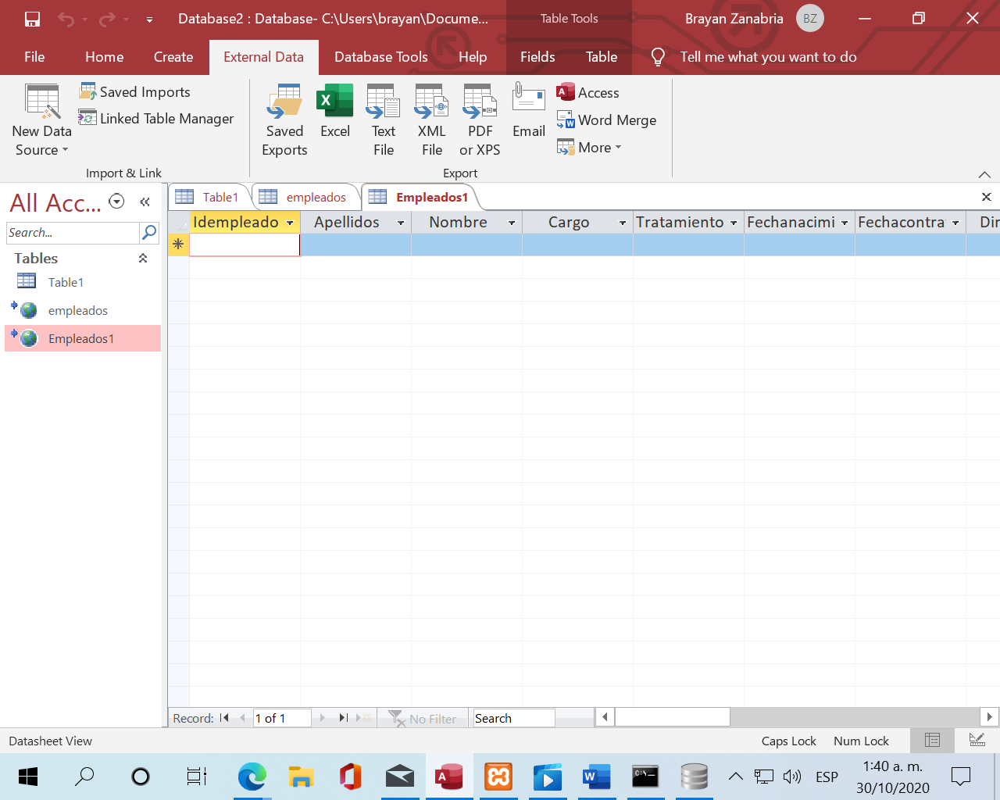 Database2 : Database- C:\Users\brayan\Docume...
Table Tools
Brayan Zanabria
BZ
File
Home
Create
External Data
Database Tools
Help
Fields
Table
Tell me what you want to do
New Data
Source
Saved Imports
Linked Table Manager
Import & Link
Saved
Exports
Excel
Text
File
XML
File
PDF
or XPS
Email
Access
Word Merge
More
Export
All Acc...
Search...
Tables
Table1
empleados
Empleados1
Table1
empleados
Empleados1
Idempleado
Apellidos
Nombre
Cargo
Tratamiento
Fechanacimi
Fechacontra
Dir
Record:
1 of 1
No Filter
Search
Datasheet View
Caps Lock
Num Lock
ESP
1:40 a. m.
30/10/2020